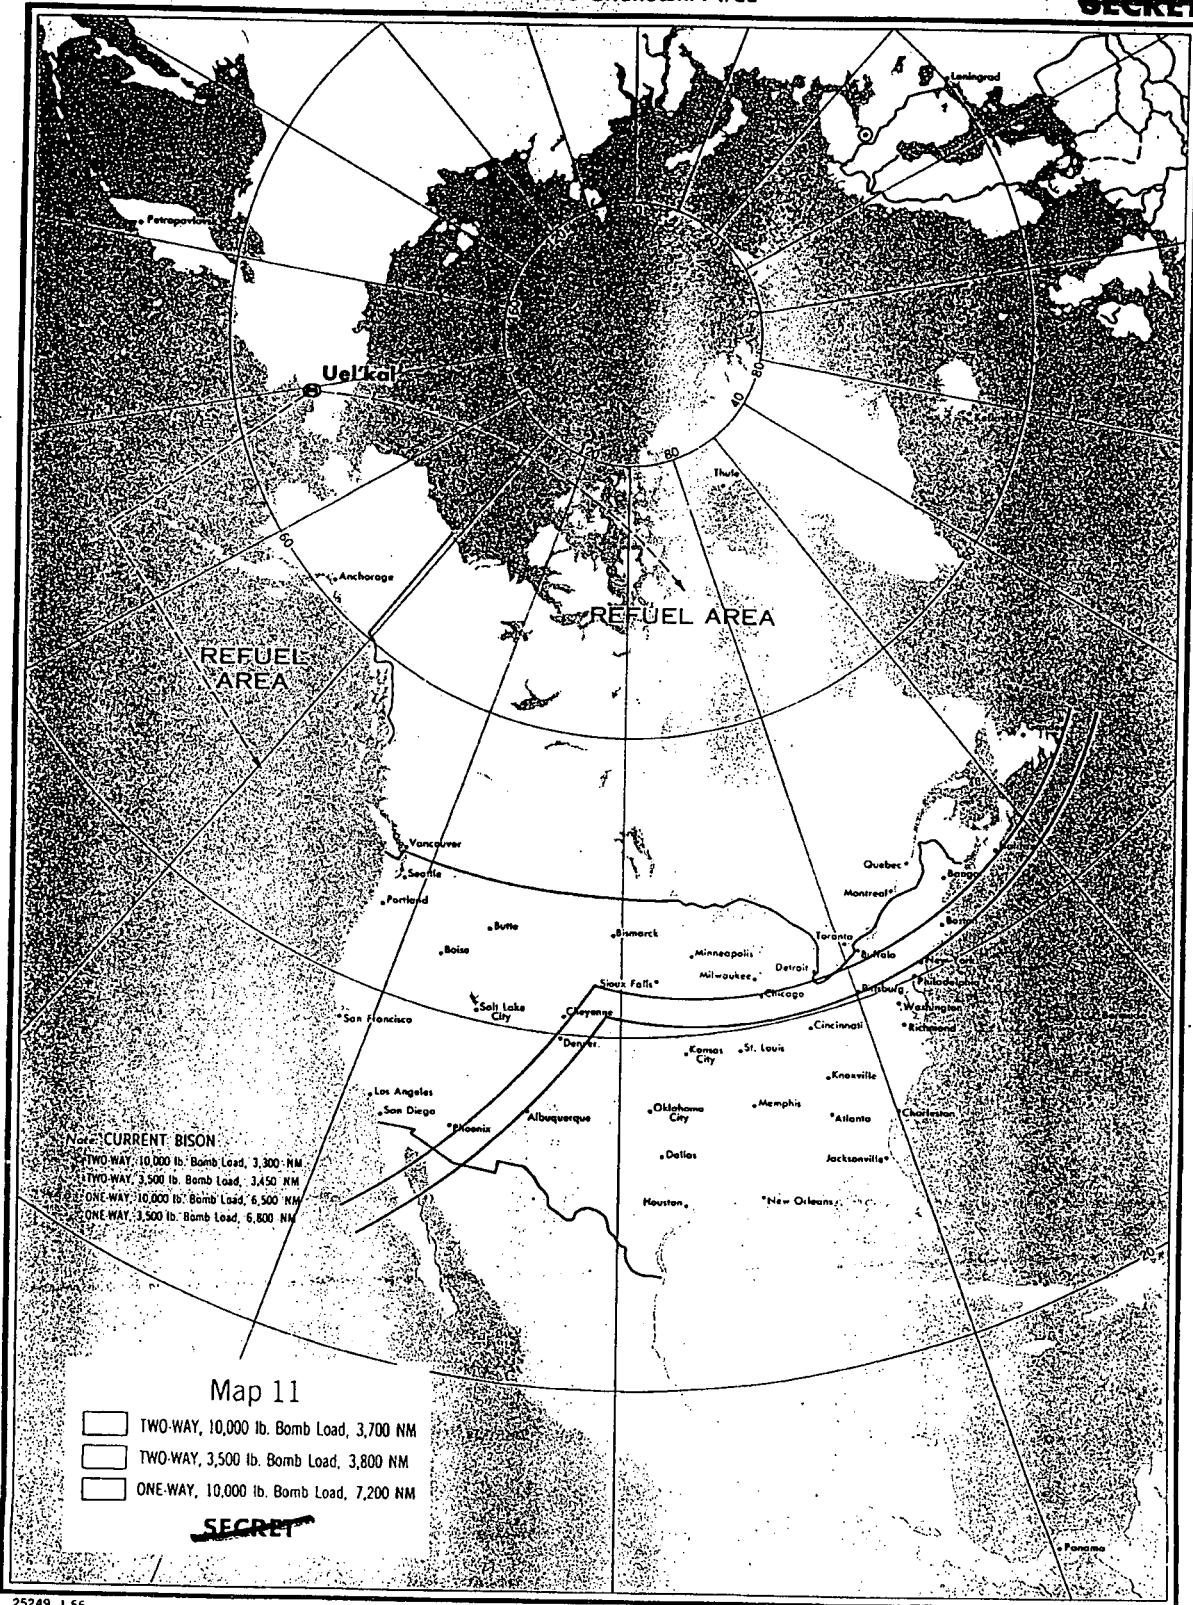 SECRET
Leningrad
Petropavlovsk
Uel'kal'
80
40
80
Thule
60
Anchorage
REFUEL AREA
REFUEL
AREA
Vancouver
Seattle
Portland
Quebec
Montreal
Bangor
Boston
Butte
Boise
Bismarck
Toronto
Buffalo
Minneapolis
Detroit
Milwaukee
New York
Philadelphia
Sioux Falls
Chicago
Pittsburg
Salt Lake
City
Cheyenne
Washington
San Francisco
Cincinnati
Richmond
Denver
Kansas
City
St. Louis
Knoxville
Los Angeles
San Diego
Albuquerque
Oklahoma
City
Memphis
Atlanta
Charleston
Phoenix
Note: CURRENT BISON
TWO-WAY, 10,000 lb. Bomb Load, 3,300 NM
TWO-WAY, 3,500 lb. Bomb Load, 3,450 NM
ONE-WAY, 10,000 lb. Bomb Load, 6,500 NM
ONE-WAY, 3,500 lb. Bomb Load, 6,800 NM
Dallas
Jacksonville
Houston
New Orleans
20
Map 11
TWO-WAY, 10,000 lb. Bomb Load, 3,700 NM
TWO-WAY, 3,500 lb. Bomb Load, 3,800 NM
ONE-WAY, 10,000 lb. Bomb Load, 7,200 NM
SECRET
Panama